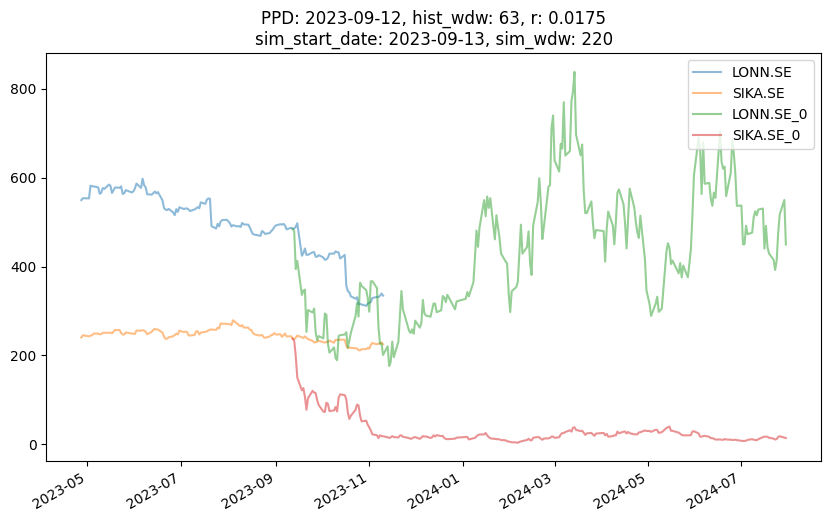 PPD: 2023-09-12, hist_wdw: 63, r: 0.0175
sim_start_date: 2023-09-13, sim_wdw: 220
LONN.SE
SIKA.SE
LONN.SE_0
SIKA.SE_0
800
600
400
200
0
2023-05
2023-07
2023-09
2023-11
2024-01
2024-03
2024-05
2024-07